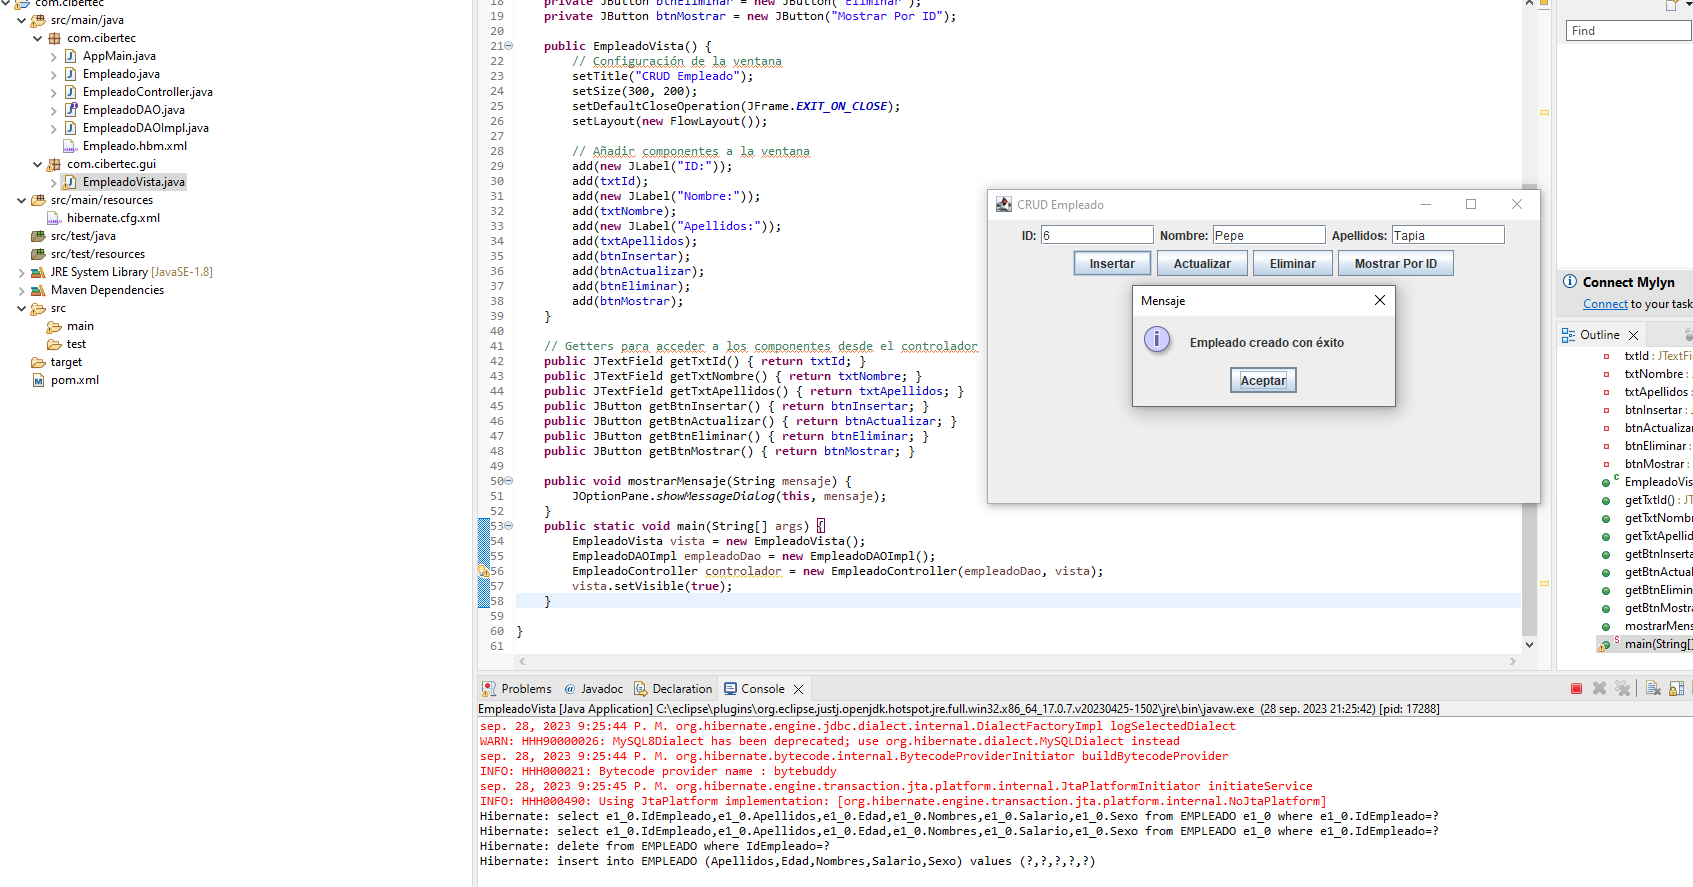 com.cibertec
src/main/java
com.cibertec
AppMain.java
Empleado.java
EmpleadoController.java
EmpleadoDAO.java
EmpleadoDAOImpl.java
Empleado.hbm.xml
com.cibertec.gui
EmpleadoVista.java
src/main/resources
hibernate.cfg.xml
src/test/java
src/test/resources
JRE System Library [JavaSE-1.8]
Maven Dependencies
src
main
test
target
pom.xml
18 private JButton btnEliminar = new JButton("Eliminar");
19 private JButton btnMostrar = new JButton("Mostrar Por ID");
20
21 public EmpleadoVista() {
22 // Configuración de la ventana
23 setTitle("CRUD Empleado");
24 setSize(300, 200);
25 setDefaultCloseOperation(JFrame.EXIT_ON_CLOSE);
26 setLayout(new FlowLayout());
27
28 // Añadir componentes a la ventana
29 add(new JLabel("ID:"));
30 add(txtId);
31 add(new JLabel("Nombre:"));
32 add(txtNombre);
33 add(new JLabel("Apellidos:"));
34 add(txtApellidos);
35 add(btnInsertar);
36 add(btnActualizar);
37 add(btnEliminar);
38 add(btnMostrar);
39 }
40
41 // Getters para acceder a los componentes desde el controlador
42 public JTextField getTxtId() { return txtId; }
43 public JTextField getTxtNombre() { return txtNombre; }
44 public JTextField getTxtApellidos() { return txtApellidos; }
45 public JButton getBtnInsertar() { return btnInsertar; }
46 public JButton getBtnActualizar() { return btnActualizar; }
47 public JButton getBtnEliminar() { return btnEliminar; }
48 public JButton getBtnMostrar() { return btnMostrar; }
49
50 public void mostrarMensaje(String mensaje) {
51 JOptionPane.showMessageDialog(this, mensaje);
52 }
53 public static void main(String[] args) {
54 EmpleadoVista vista = new EmpleadoVista();
55 EmpleadoDAOImpl empleadoDao = new EmpleadoDAOImpl();
56 EmpleadoController controlador = new EmpleadoController(empleadoDao, vista);
57 vista.setVisible(true);
58 }
59
60 }
61
CRUD Empleado
ID: 6 Nombre: Pepe Apellidos: Tapia
Insertar Actualizar Eliminar Mostrar Por ID
Mensaje
Empleado creado con éxito
Aceptar
Find
Connect Mylyn
Connect to your task
Outline
txtId : JTextFi
txtNombre : .
txtApellidos :
btnInsertar : .
btnActualizar
btnEliminar :
btnMostrar :
EmpleadoVis
getTxtId() : JT
getTxtNombr
getTxtApellid
getBtnInserta
getBtnActual
getBtnElimin
getBtnMostra
mostrarMens
main(String[]
Problems Javadoc Declaration Console
EmpleadoVista [Java Application] C:\eclipse\plugins\org.eclipse.justj.openjdk.hotspot.jre.full.win32.x86_64_17.0.7.v20230425-1502\jre\bin\javaw.exe (28 sep. 2023 21:25:42) [pid: 17288]
sep. 28, 2023 9:25:44 P. M. org.hibernate.engine.jdbc.dialect.internal.DialectFactoryImpl logSelectedDialect
WARN: HHH90000026: MySQL8Dialect has been deprecated; use org.hibernate.dialect.MySQLDialect instead
sep. 28, 2023 9:25:44 P. M. org.hibernate.bytecode.internal.BytecodeProviderInitiator buildBytecodeProvider
INFO: HHH000021: Bytecode provider name : bytebuddy
sep. 28, 2023 9:25:45 P. M. org.hibernate.engine.transaction.jta.platform.internal.JtaPlatformInitiator initiateService
INFO: HHH000490: Using JtaPlatform implementation: [org.hibernate.engine.transaction.jta.platform.internal.NoJtaPlatform]
Hibernate: select e1_0.IdEmpleado,e1_0.Apellidos,e1_0.Edad,e1_0.Nombres,e1_0.Salario,e1_0.Sexo from EMPLEADO e1_0 where e1_0.IdEmpleado=?
Hibernate: select e1_0.IdEmpleado,e1_0.Apellidos,e1_0.Edad,e1_0.Nombres,e1_0.Salario,e1_0.Sexo from EMPLEADO e1_0 where e1_0.IdEmpleado=?
Hibernate: delete from EMPLEADO where IdEmpleado=?
Hibernate: insert into EMPLEADO (Apellidos,Edad,Nombres,Salario,Sexo) values (?,?,?,?,?)